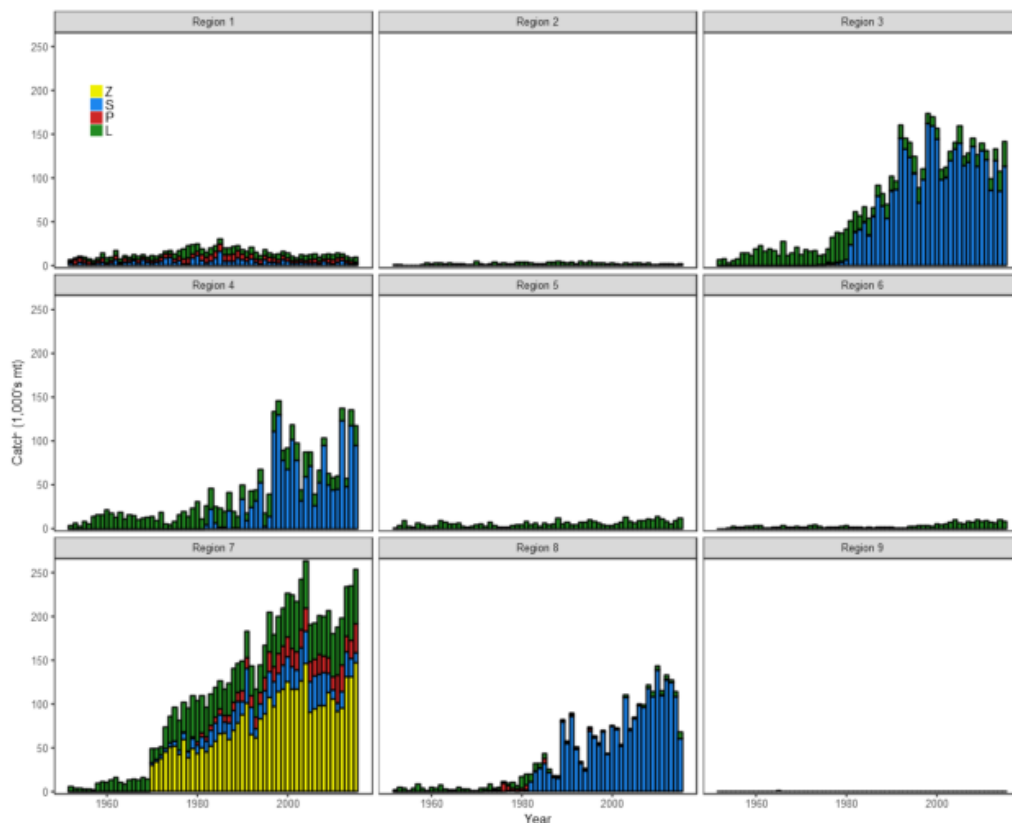 Region 1
Region 2
Region 3
250
200
150
100
50
0
Z
S
P
L
Region 4
Region 5
Region 6
250
200
150
100
50
0
Catch (1,000's mt)
Region 7
Region 8
Region 9
250
200
150
100
50
0
1960
1980
2000
1960
1980
2000
1960
1980
2000
Year